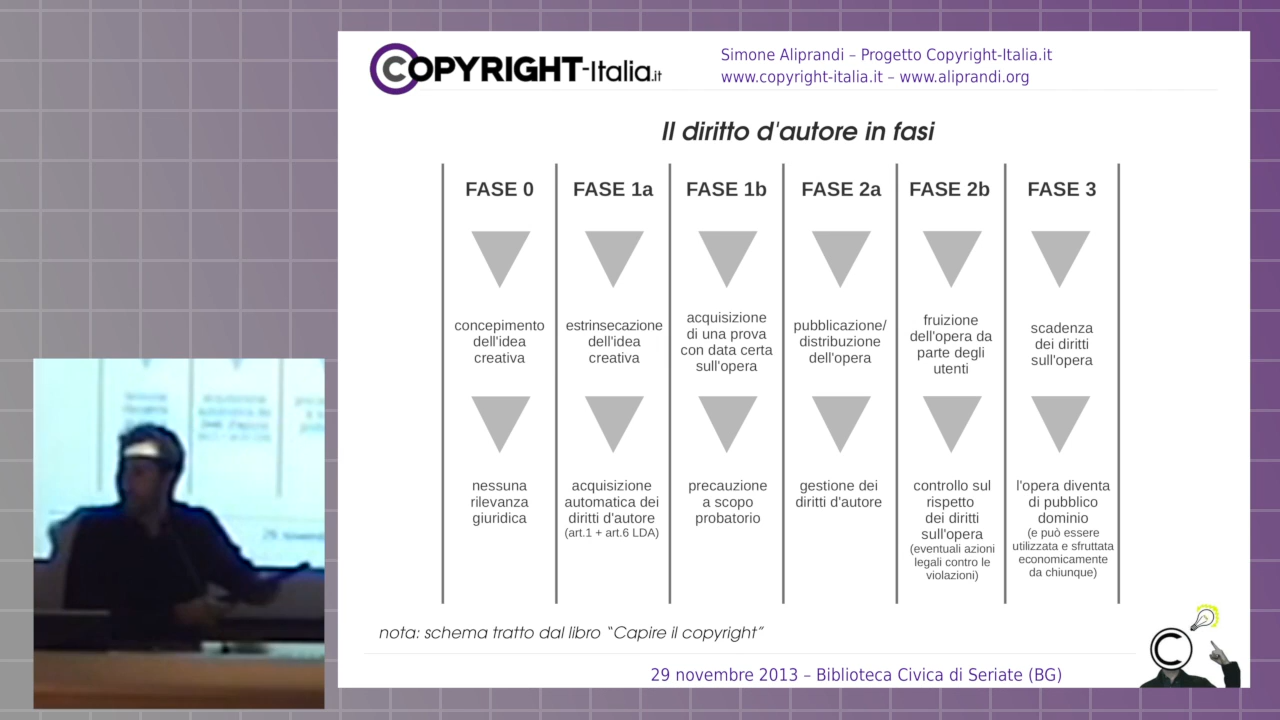 COPYRIGHT-Italia.it
Simone Aliprandi – Progetto Copyright-Italia.it
www.copyright-italia.it – www.aliprandi.org
Il diritto d'autore in fasi
FASE 0
FASE 1a
FASE 1b
FASE 2a
FASE 2b
FASE 3
concepimento
dell'idea
creativa
estrinsecazione
dell'idea
creativa
acquisizione
di una prova
con data certa
sull'opera
pubblicazione/
distribuzione
dell'opera
fruizione
dell'opera da
parte degli
utenti
scadenza
dei diritti
sull'opera
nessuna
rilevanza
giuridica
acquisizione
automatica dei
diritti d'autore
(art.1 + art.6 LDA)
precauzione
a scopo
probatorio
gestione dei
diritti d'autore
controllo sul
rispetto
dei diritti
sull'opera
(eventuali azioni
legali contro le
violazioni)
l'opera diventa
di pubblico
dominio
(e può essere
utilizzata e sfruttata
economicamente
da chiunque)
nota: schema tratto dal libro “Capire il copyright”
29 novembre 2013 – Biblioteca Civica di Seriate (BG)
C